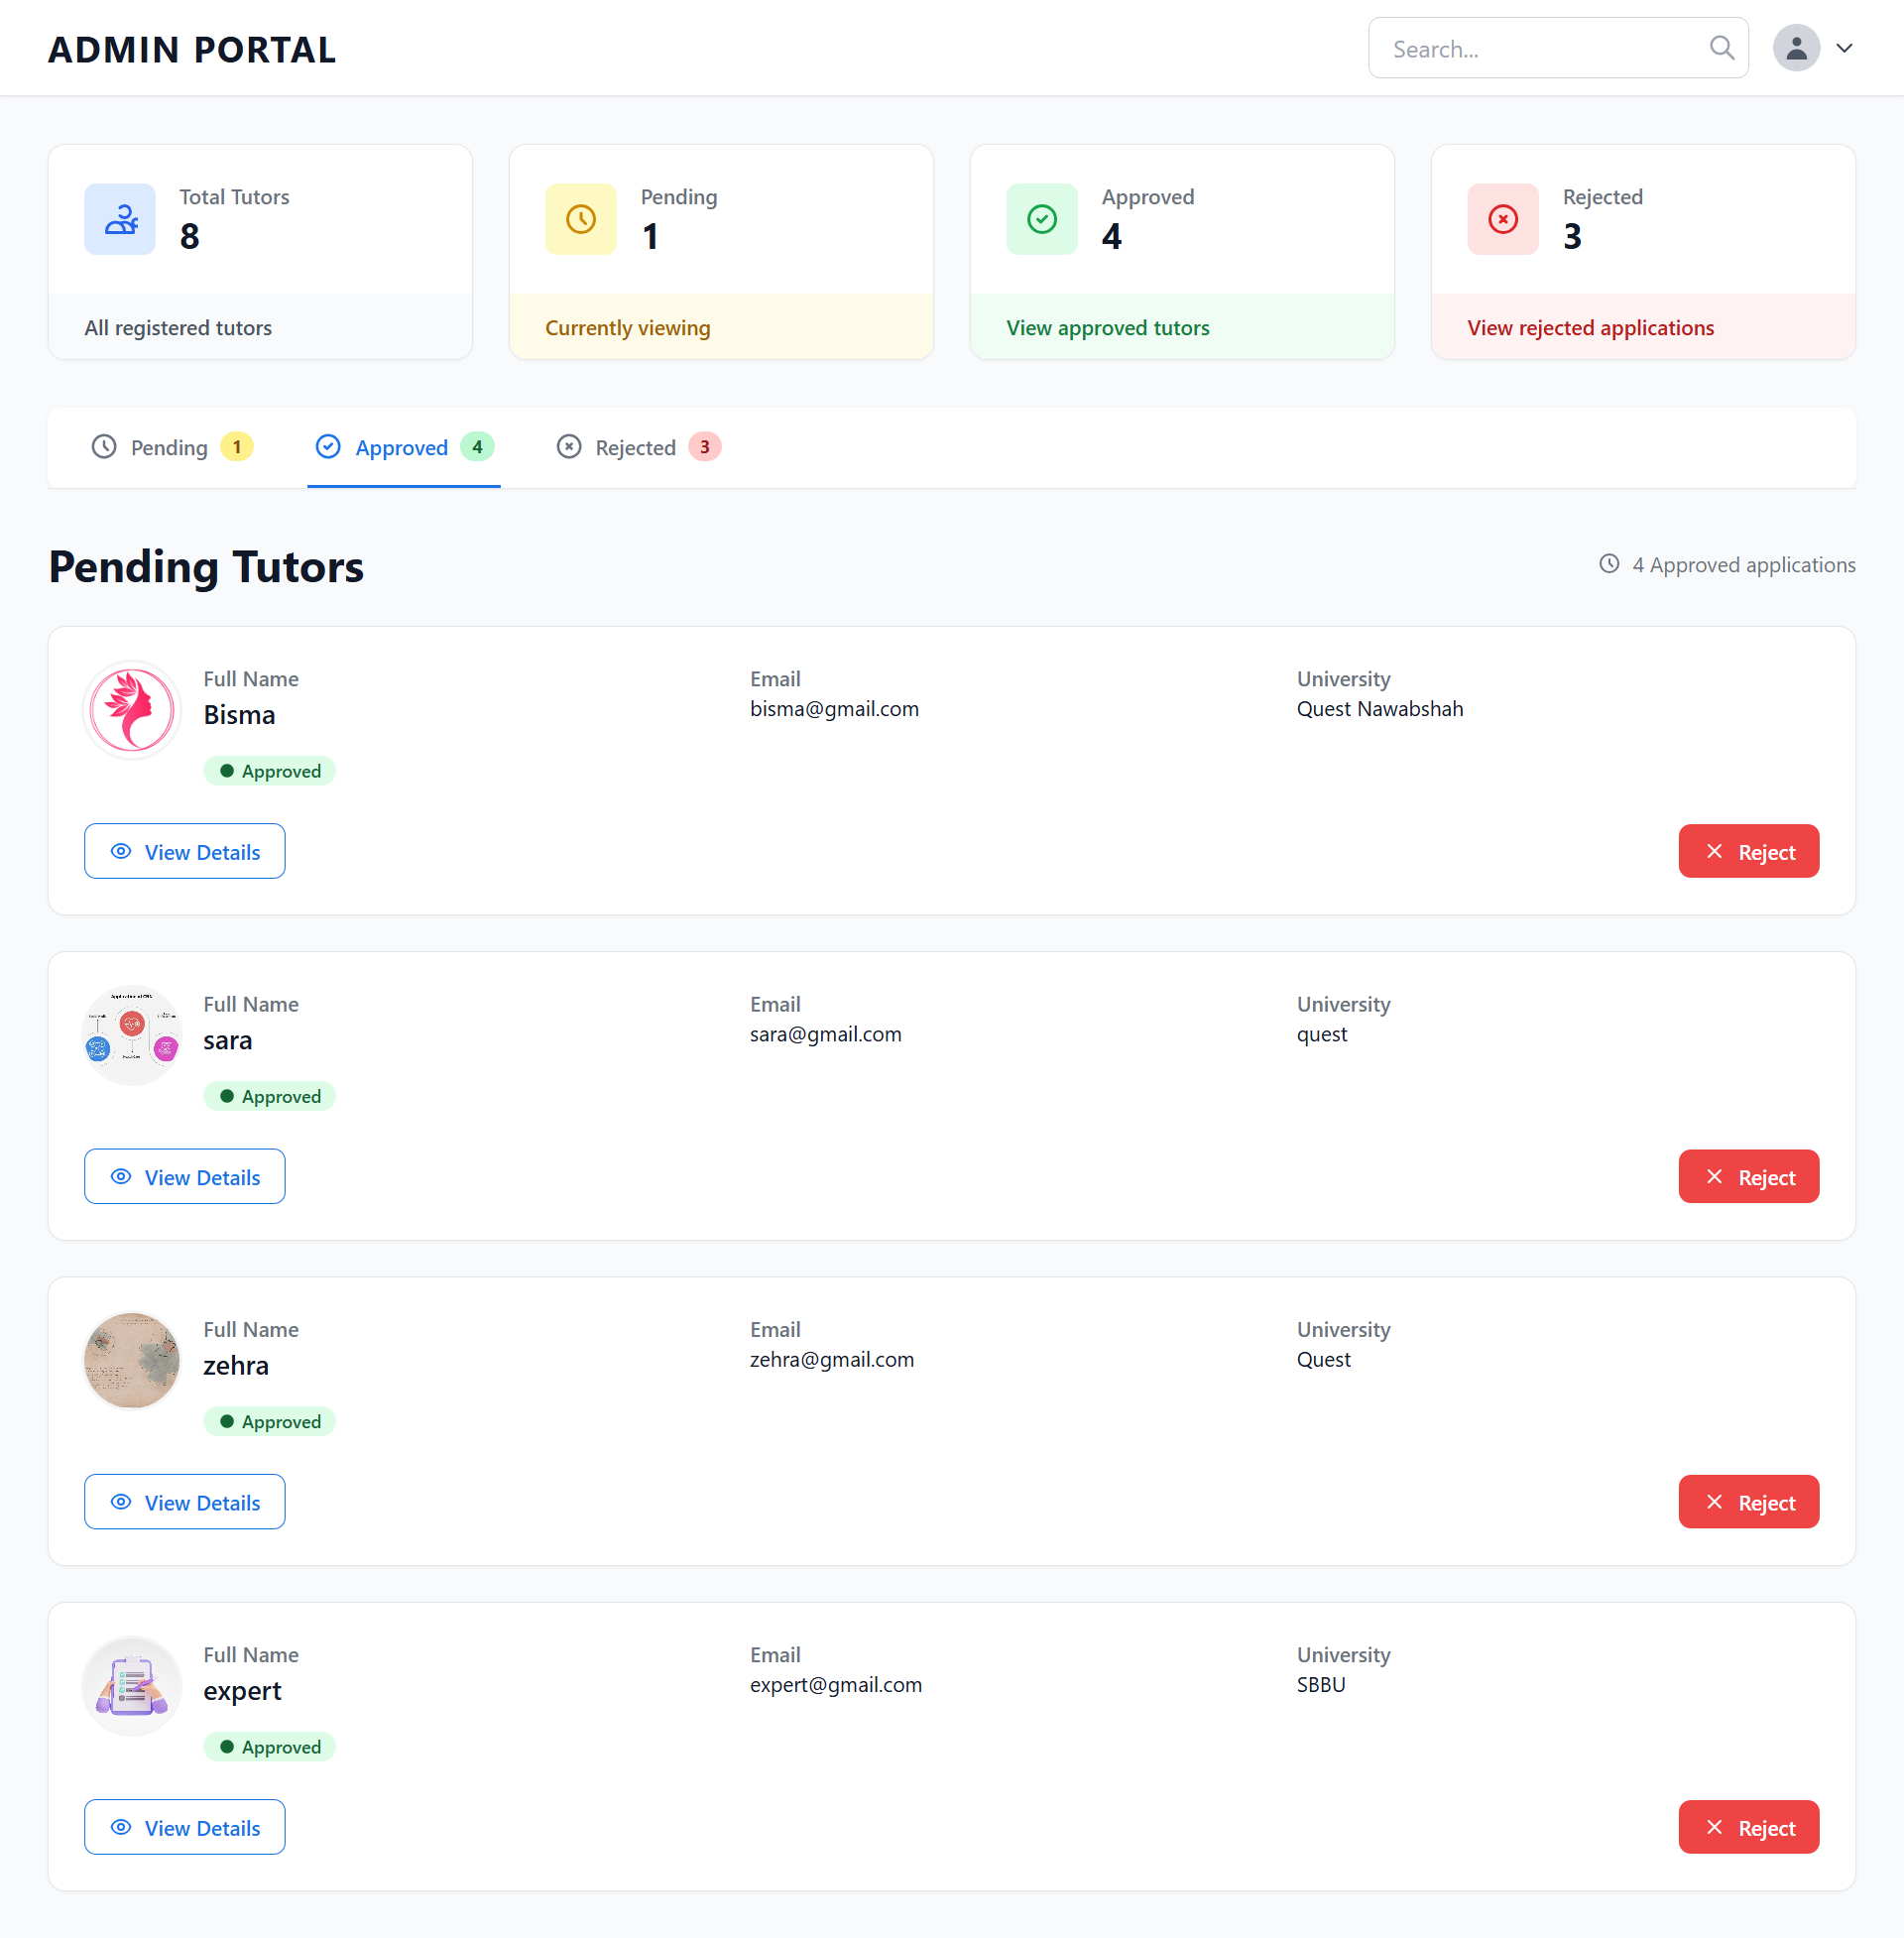 ADMIN PORTAL
Search...
Total Tutors
8
All registered tutors
Pending
1
Currently viewing
Approved
4
View approved tutors
Rejected
3
View rejected applications
Pending 1
Approved 4
Rejected 3
Pending Tutors
4 Approved applications
Full Name
Bisma
Approved
Email
bisma@gmail.com
University
Quest Nawabshah
View Details
Reject
Full Name
sara
Approved
Email
sara@gmail.com
University
quest
View Details
Reject
Full Name
zehra
Approved
Email
zehra@gmail.com
University
Quest
View Details
Reject
Full Name
expert
Approved
Email
expert@gmail.com
University
SBBU
View Details
Reject